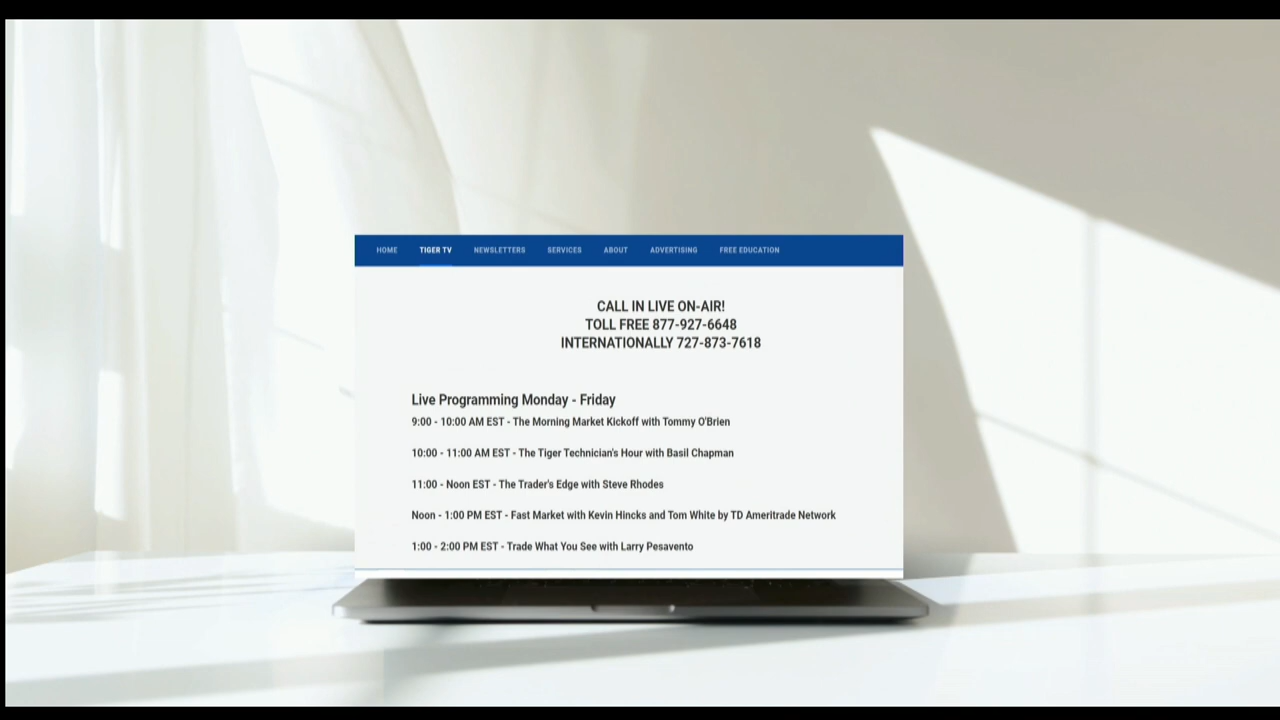 HOME TIGER TV NEWSLETTERS SERVICES ABOUT ADVERTISING FREE EDUCATION
CALL IN LIVE ON-AIR!
TOLL FREE 877-927-6648
INTERNATIONALLY 727-873-7618
Live Programming Monday - Friday
9:00 - 10:00 AM EST - The Morning Market Kickoff with Tommy O'Brien
10:00 - 11:00 AM EST - The Tiger Technician's Hour with Basil Chapman
11:00 - Noon EST - The Trader's Edge with Steve Rhodes
Noon - 1:00 PM EST - Fast Market with Kevin Hincks and Tom White by TD Ameritrade Network
1:00 - 2:00 PM EST - Trade What You See with Larry Pesavento